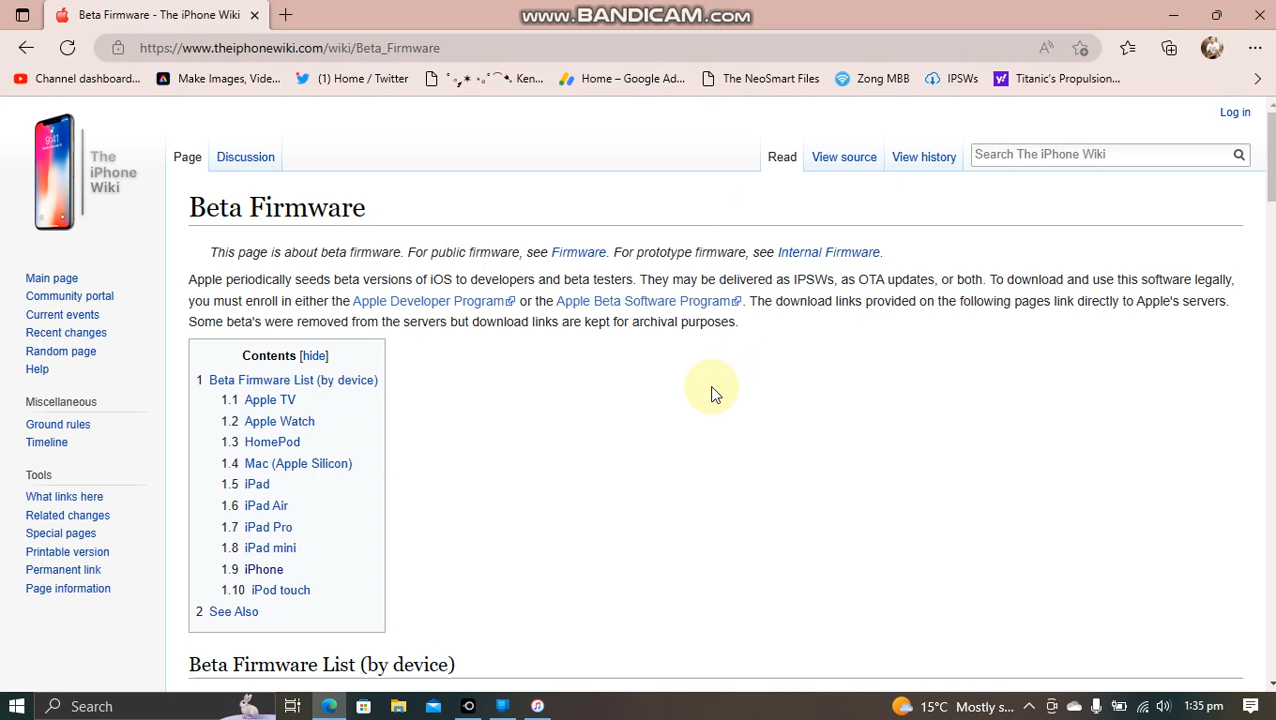 Beta Firmware - The iPhone Wiki
WWW.BANDICAM.COM
https://www.theiphonewiki.com/wiki/Beta_Firmware
Channel dashboard...
Make Images, Vide...
(1) Home / Twitter
Ken...
Home – Google Ad...
The NeoSmart Files
Zong MBB
IPSWs
Titanic's Propulsion...
The
iPhone
Wiki
9:41
Log in
Page
Discussion
Read
View source
View history
Search The iPhone Wiki
Beta Firmware
This page is about beta firmware. For public firmware, see Firmware. For prototype firmware, see Internal Firmware.
Apple periodically seeds beta versions of iOS to developers and beta testers. They may be delivered as IPSWs, as OTA updates, or both. To download and use this software legally,
you must enroll in either the Apple Developer Program or the Apple Beta Software Program. The download links provided on the following pages link directly to Apple's servers.
Some beta's were removed from the servers but download links are kept for archival purposes.
Main page
Community portal
Current events
Recent changes
Random page
Help
Miscellaneous
Ground rules
Timeline
Tools
What links here
Related changes
Special pages
Printable version
Permanent link
Page information
Contents [hide]
1 Beta Firmware List (by device)
1.1 Apple TV
1.2 Apple Watch
1.3 HomePod
1.4 Mac (Apple Silicon)
1.5 iPad
1.6 iPad Air
1.7 iPad Pro
1.8 iPad mini
1.9 iPhone
1.10 iPod touch
2 See Also
Beta Firmware List (by device)
Search
15°C Mostly s...
1:35 pm